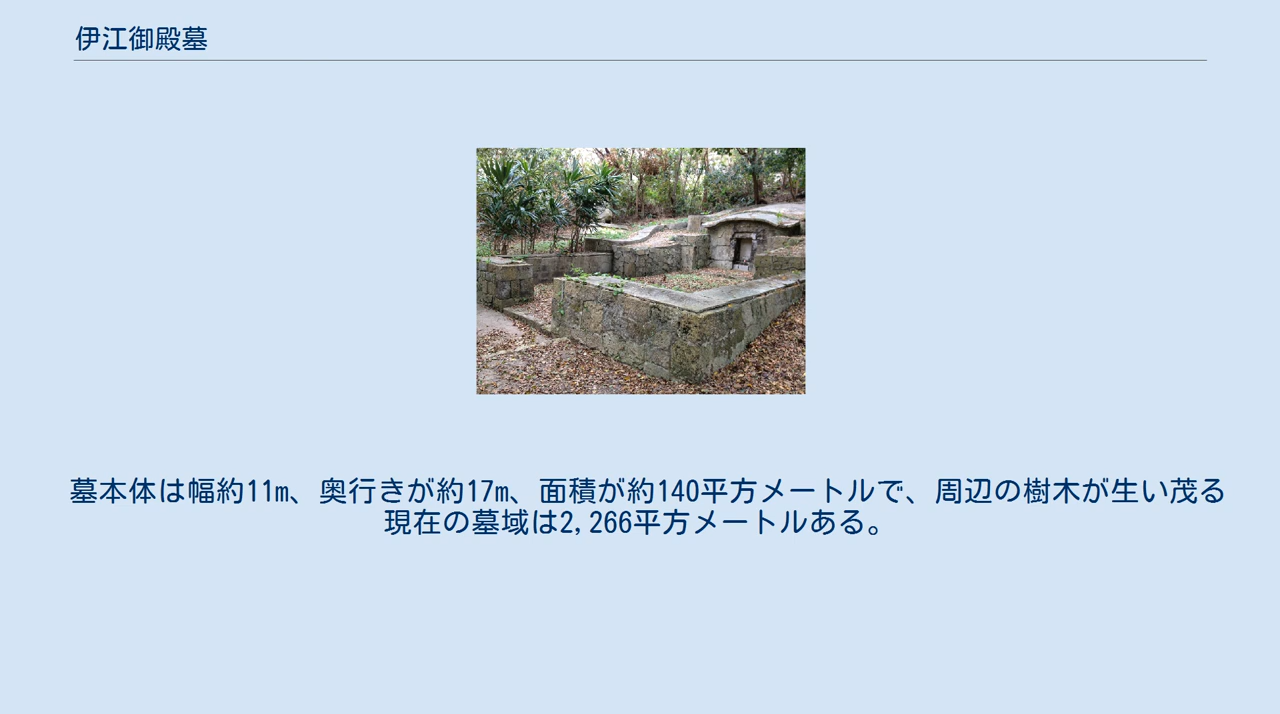 伊江御殿墓
墓本体は幅約11m、奥行きが約17m、面積が約140平方メートルで、周辺の樹木が生い茂る
現在の墓域は2,266平方メートルある。